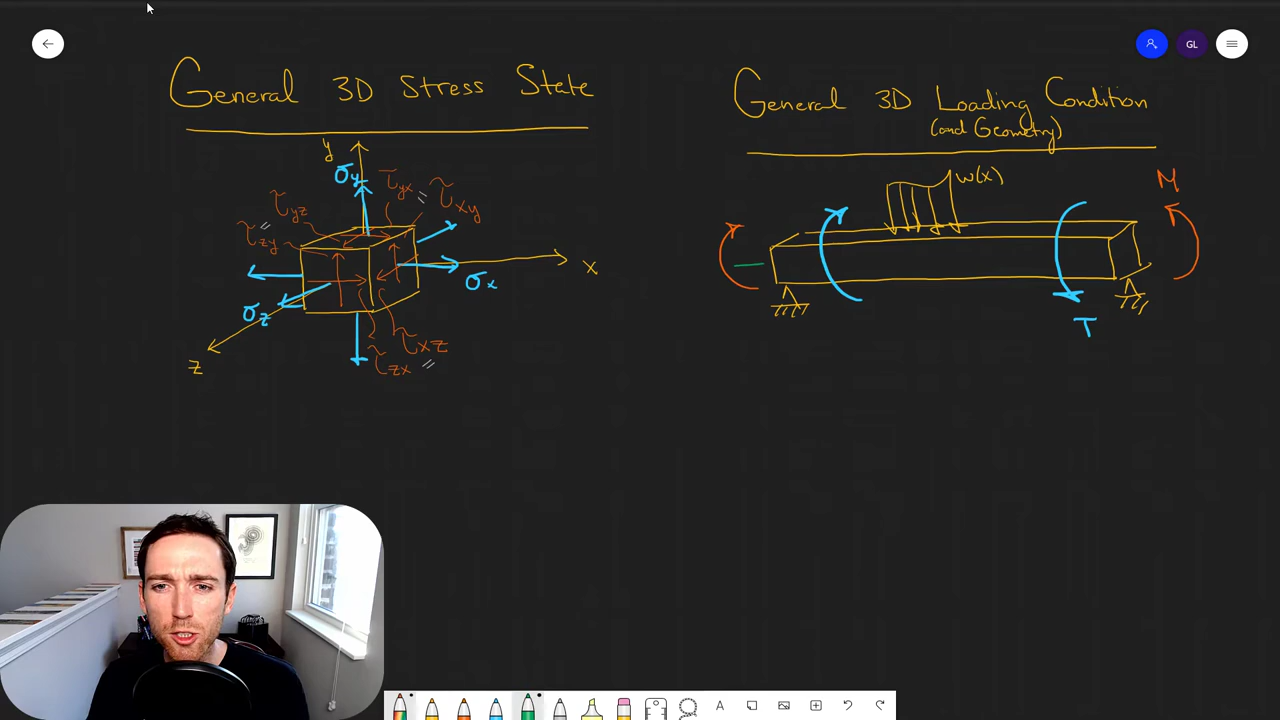 General 3D Stress State
y
σy
τyx
τxy
τyz
τzy
x
σx
σz
τxz
τzx
z
General 3D Loading Condition
(and Geometry)
w(x)
M
T
GL
A